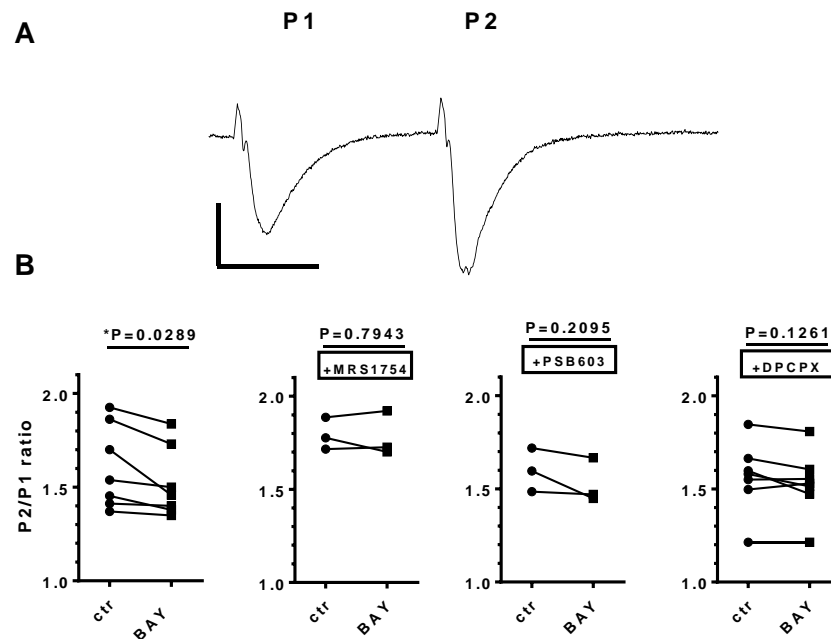 A
P1 P2
B
*P=0.0289
P=0.7943
+MRS1754
P=0.2095
+PSB603
P=0.1261
+DPCPX
P2/P1 ratio
2.0
1.5
1.0
ctr
BAY
2.0
1.5
1.0
ctr
BAY
2.0
1.5
1.0
ctr
BAY
2.0
1.5
1.0
ctr
BAY